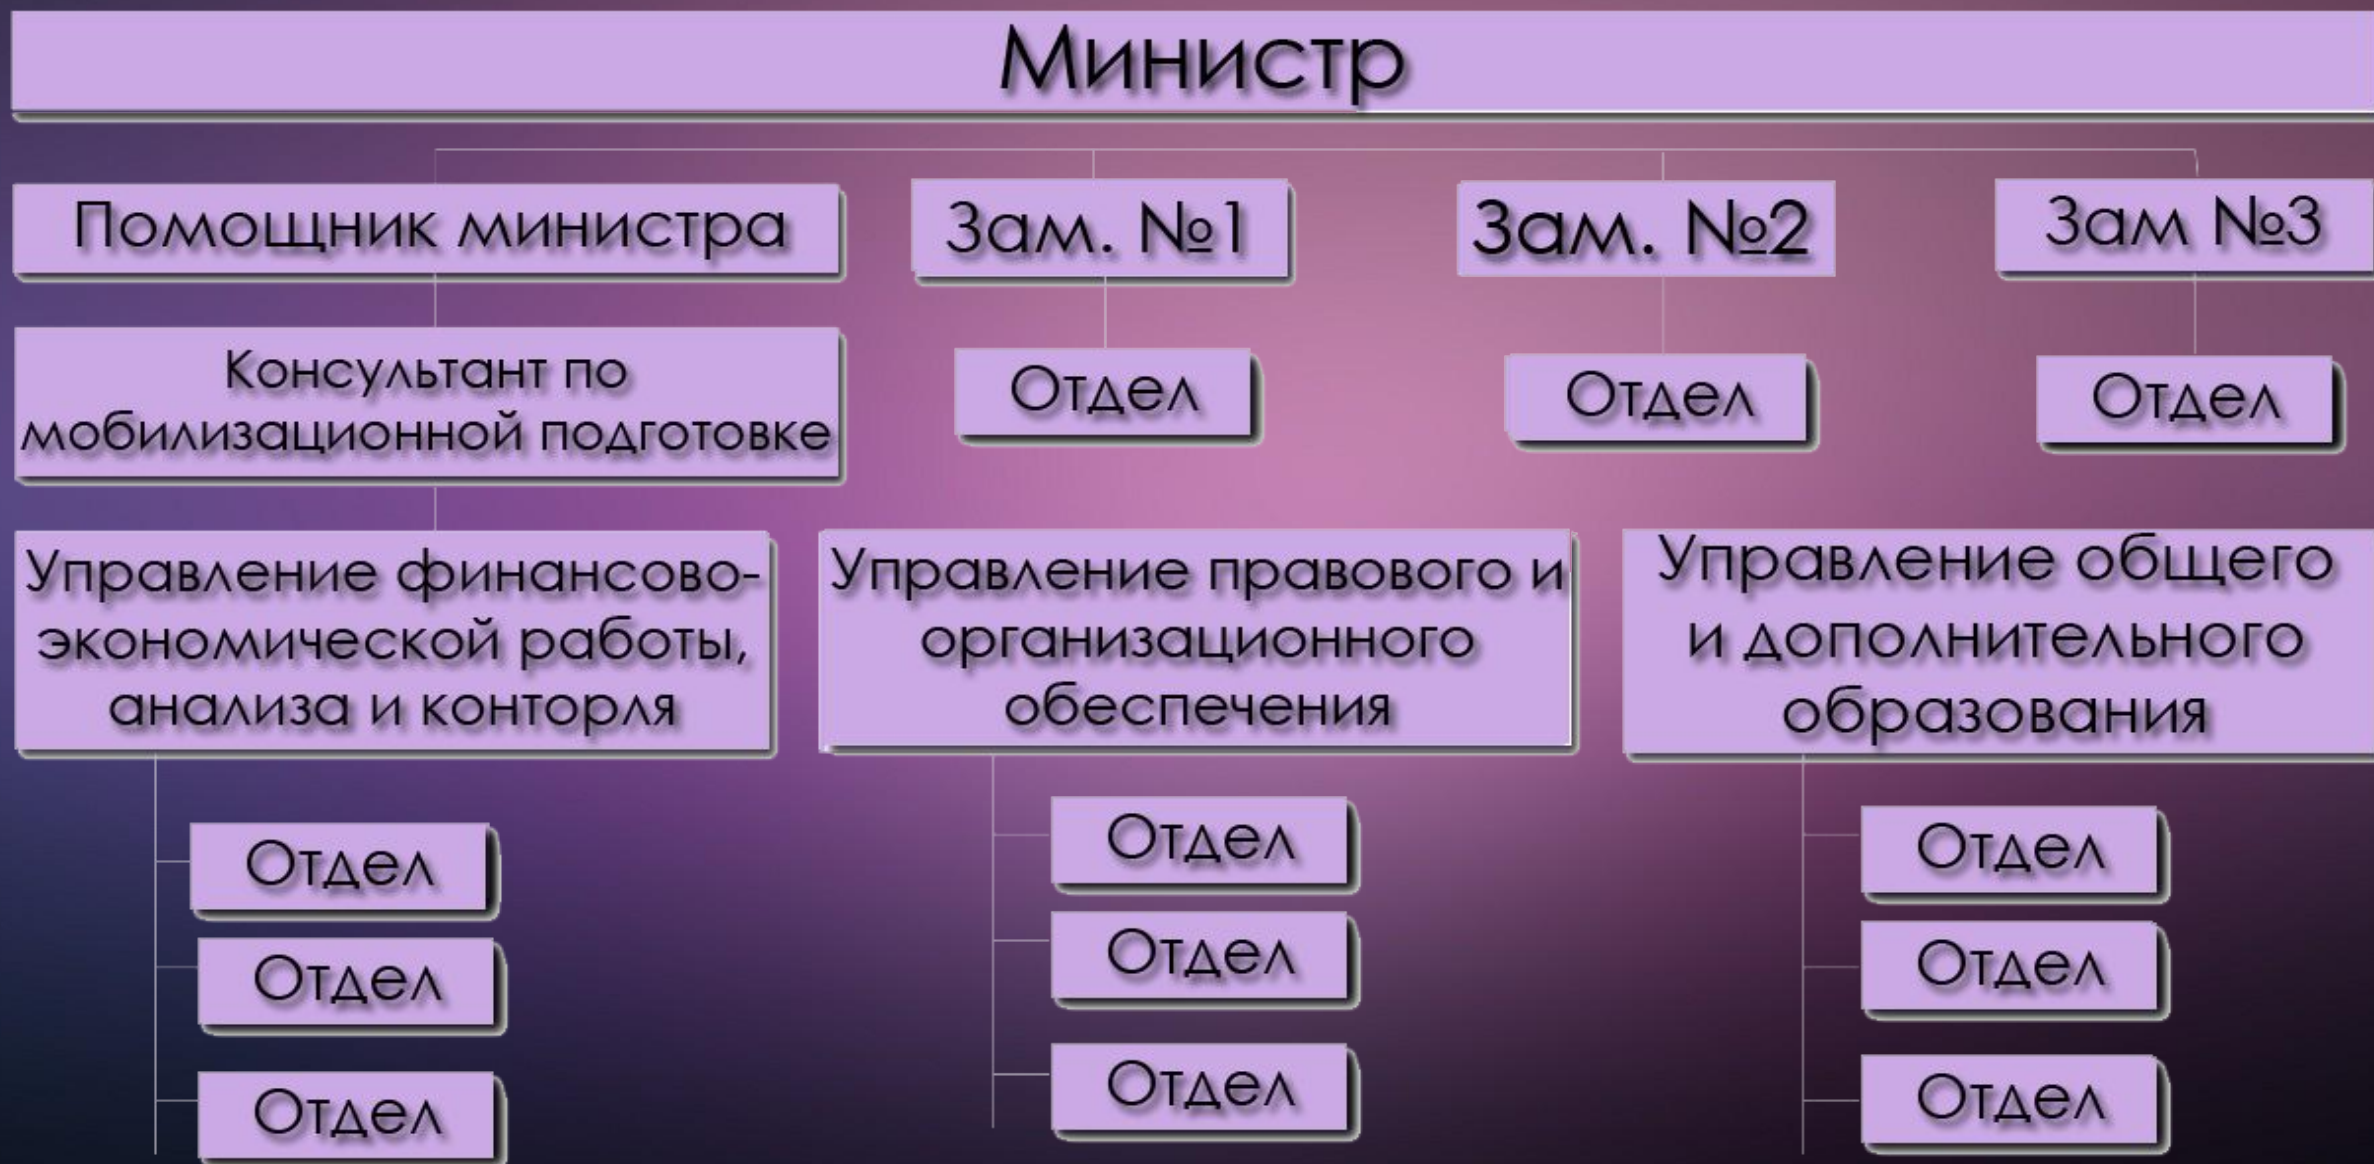 Министр
Помощник министра
Зам. №1
Зам. №2
Зам №3
Консультант по
мобилизационной подготовке
Отдел
Отдел
Отдел
Управление финансово-
экономической работы,
анализа и конторля
Управление правового и
организационного
обеспечения
Управление общего
и дополнительного
образования
Отдел
Отдел
Отдел
Отдел
Отдел
Отдел
Отдел
Отдел
Отдел